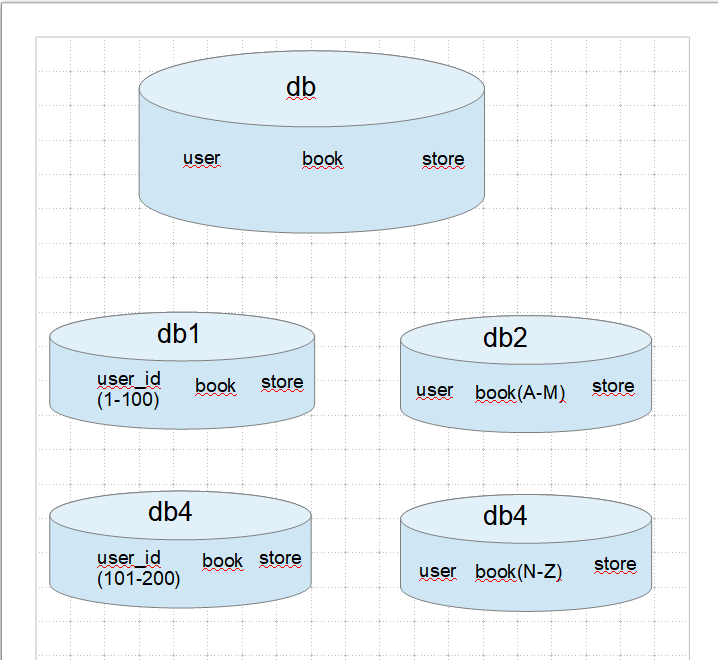 db
user book store
db1
user_id book store
(1-100)
db2
user book(A-M) store
db4
user_id book store
(101-200)
db4
user book(N-Z) store